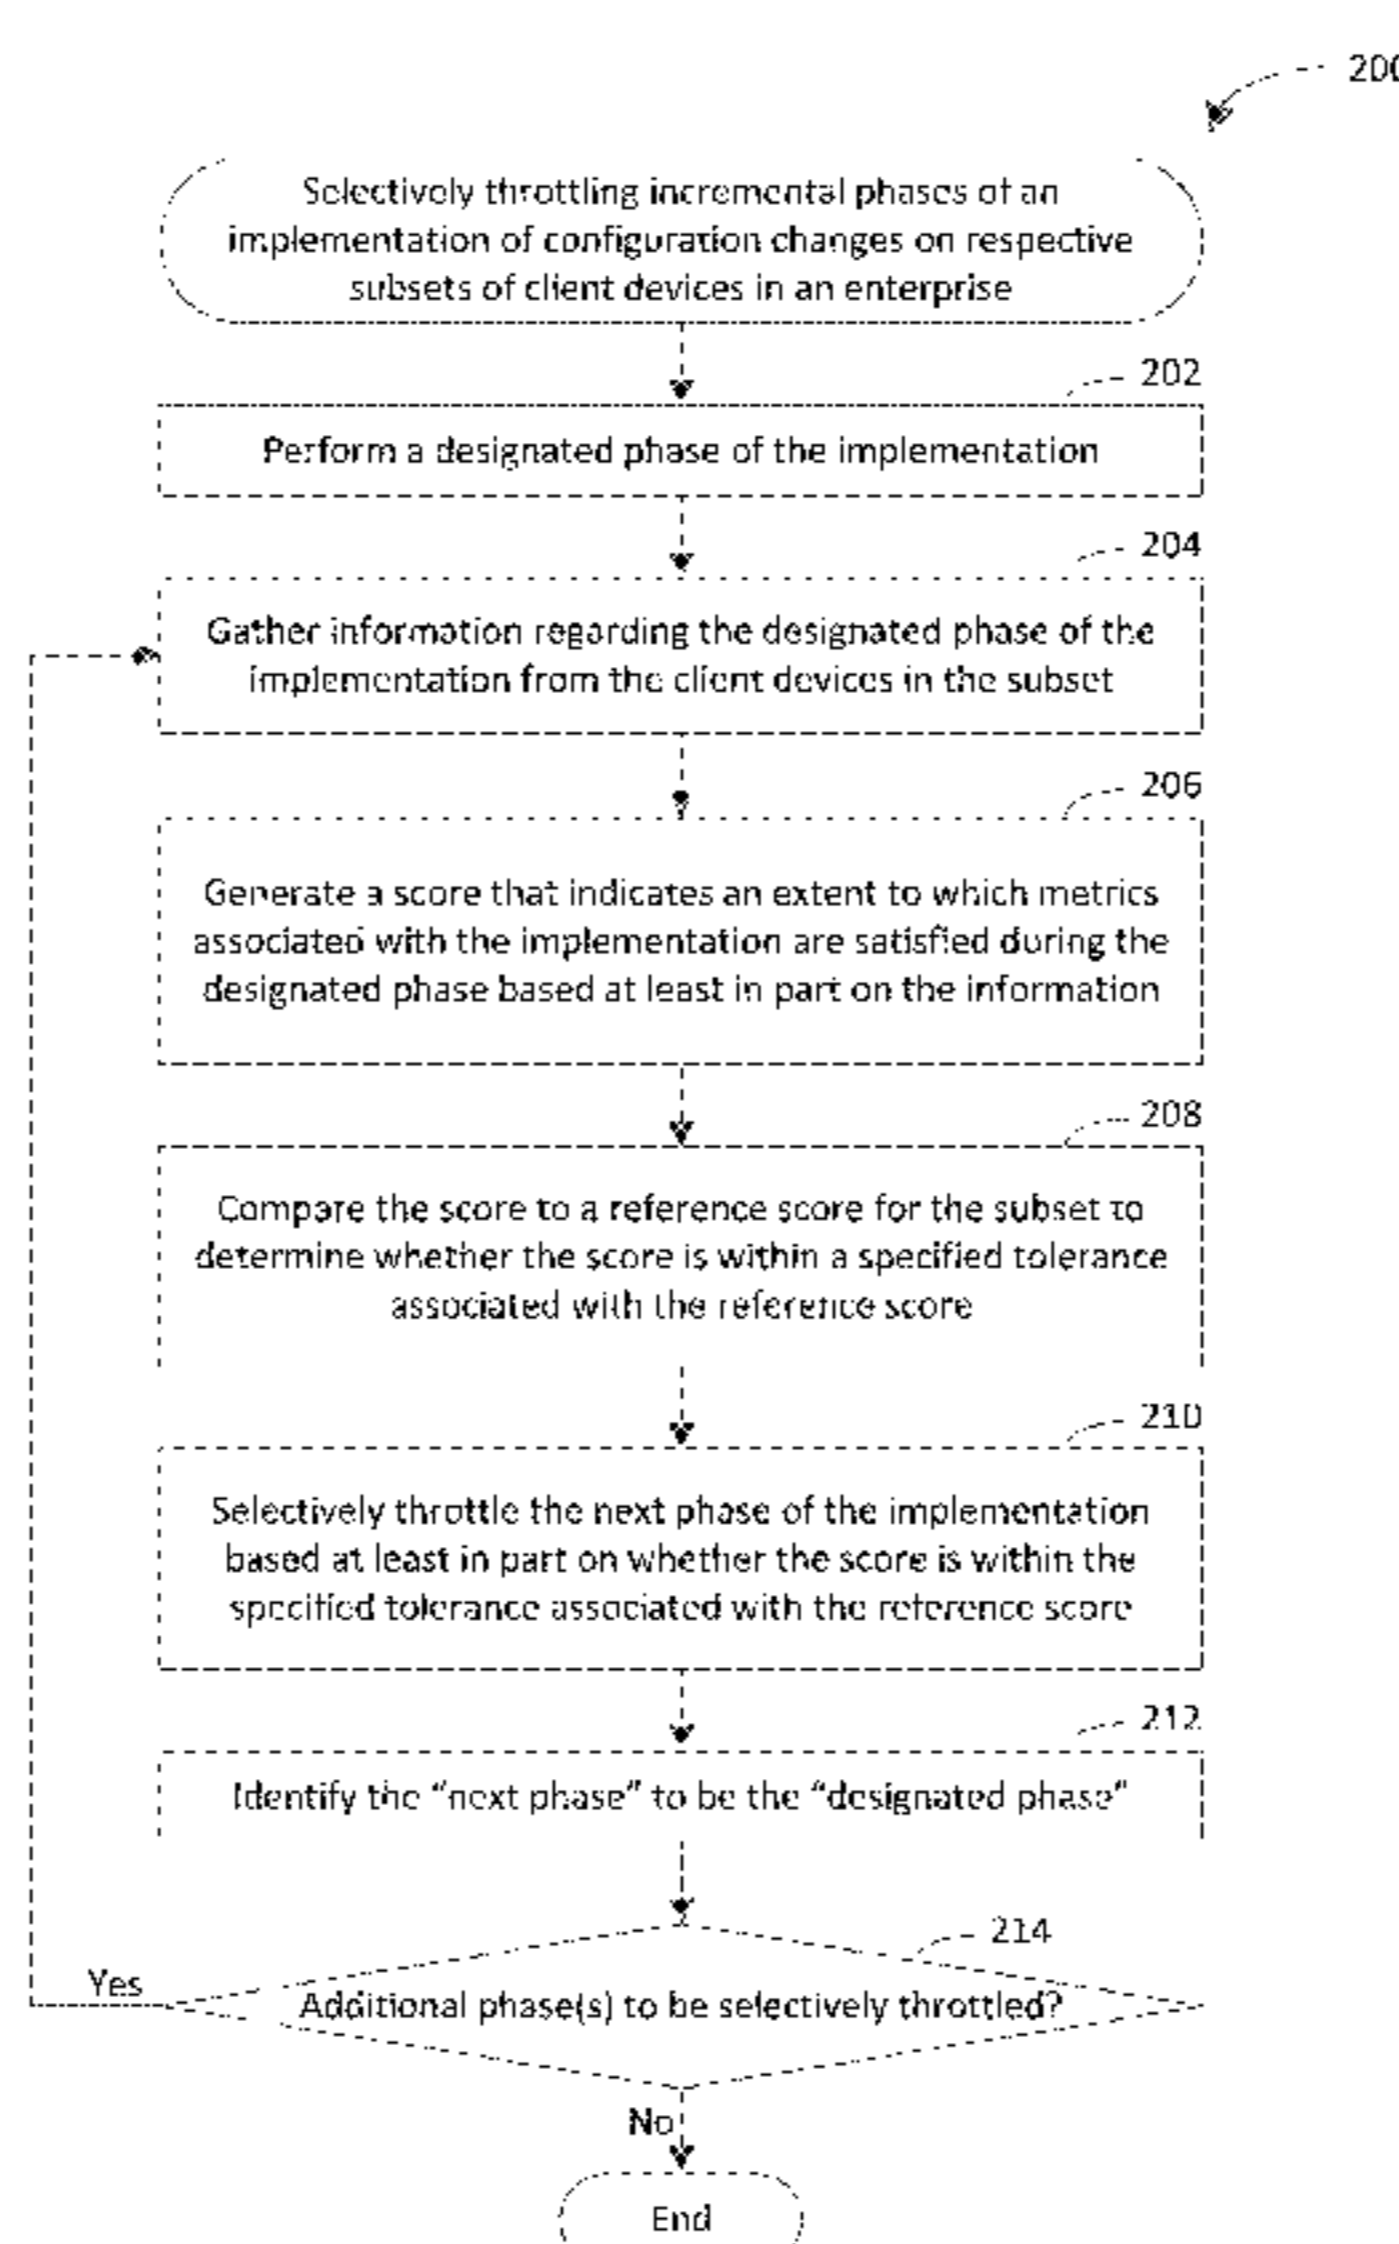 200
Selectively throttling incremental phases of an
implementation of configuration changes on respective
subsets of client devices in an enterprise
202
Perform a designated phase of the implementation
204
Gather information regarding the designated phase of the
implementation from the client devices in the subset
206
Generate a score that indicates an extent to which metrics
associated with the implementation are satisfied during the
designated phase based at least in part on the information
208
Compare the score to a reference score for the subset to
determine whether the score is within a specified tolerance
associated with the reference score
210
Selectively throttle the next phase of the implementation
based at least in part on whether the score is within the
specified tolerance associated with the reference score
212
Identify the “next phase” to be the “designated phase”
214
Yes
Additional phase(s) to be selectively throttled?
No
End